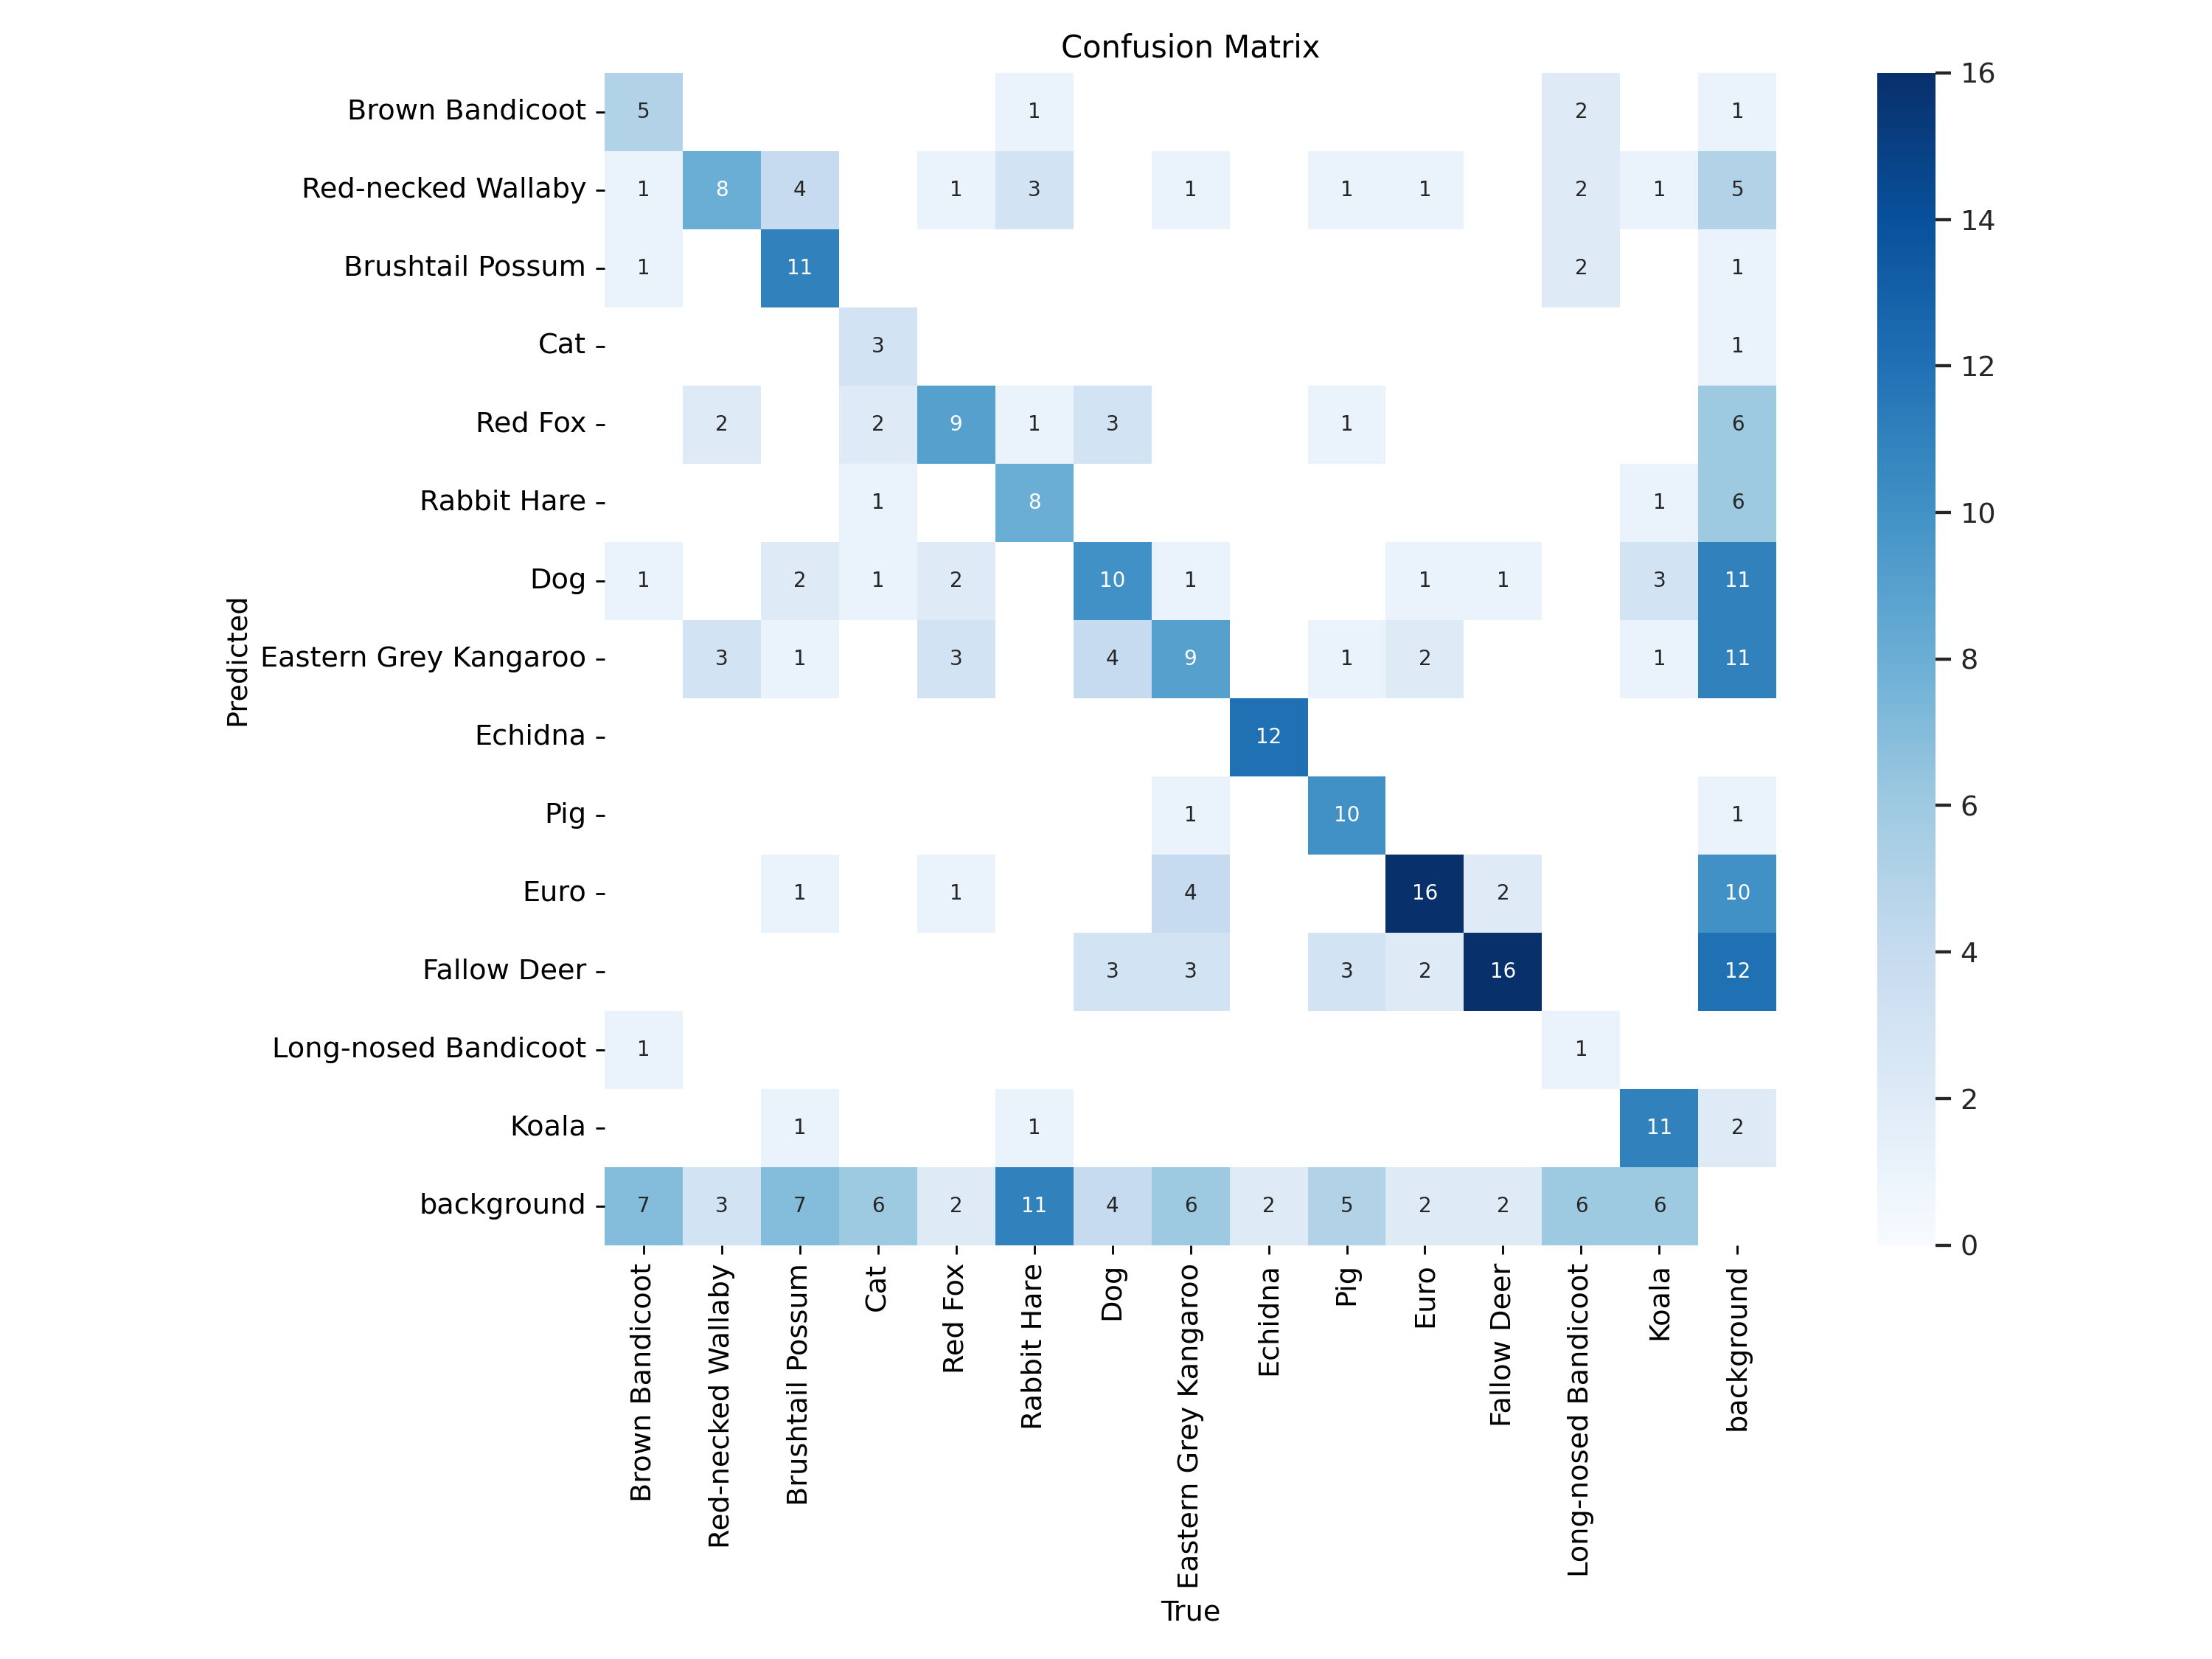 Confusion Matrix
Predicted
Brown Bandicoot 5 1 2 1
Red-necked Wallaby 1 8 4 1 3 1 1 1 2 1 5
Brushtail Possum 1 11 2 1
Cat 3 1
Red Fox 2 2 9 1 3 1 6
Rabbit Hare 1 8 1 6
Dog 1 2 1 2 10 1 1 1 3 11
Eastern Grey Kangaroo 3 1 3 4 9 1 2 1 11
Echidna 12
Pig 1 10 1
Euro 1 1 4 16 2 10
Fallow Deer 3 3 3 2 16 12
Long-nosed Bandicoot 1 1
Koala 1 1 11 2
background 7 3 7 6 2 11 4 6 2 5 2 2 6 6
Brown Bandicoot
Red-necked Wallaby
Brushtail Possum
Cat
Red Fox
Rabbit Hare
Dog
Eastern Grey Kangaroo
Echidna
Pig
Euro
Fallow Deer
Long-nosed Bandicoot
Koala
background
True
16
14
12
10
8
6
4
2
0